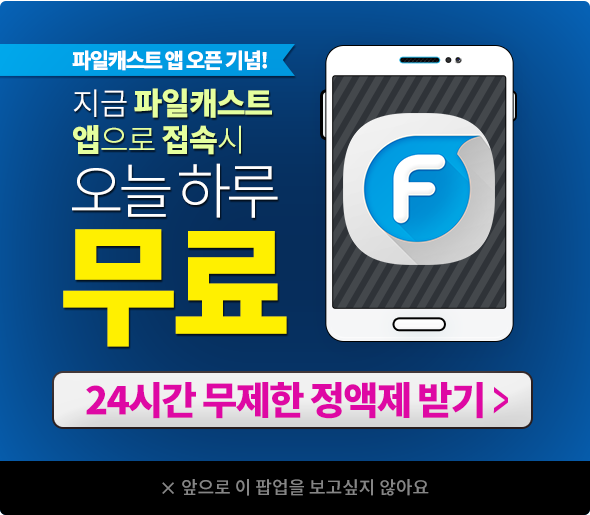 파일캐스트 앱 오픈 기념!
지금 파일캐스트
앱으로 접속시
오늘 하루
무료
F
24시간 무제한 정액제 받기 >
× 앞으로 이 팝업을 보고싶지 않아요